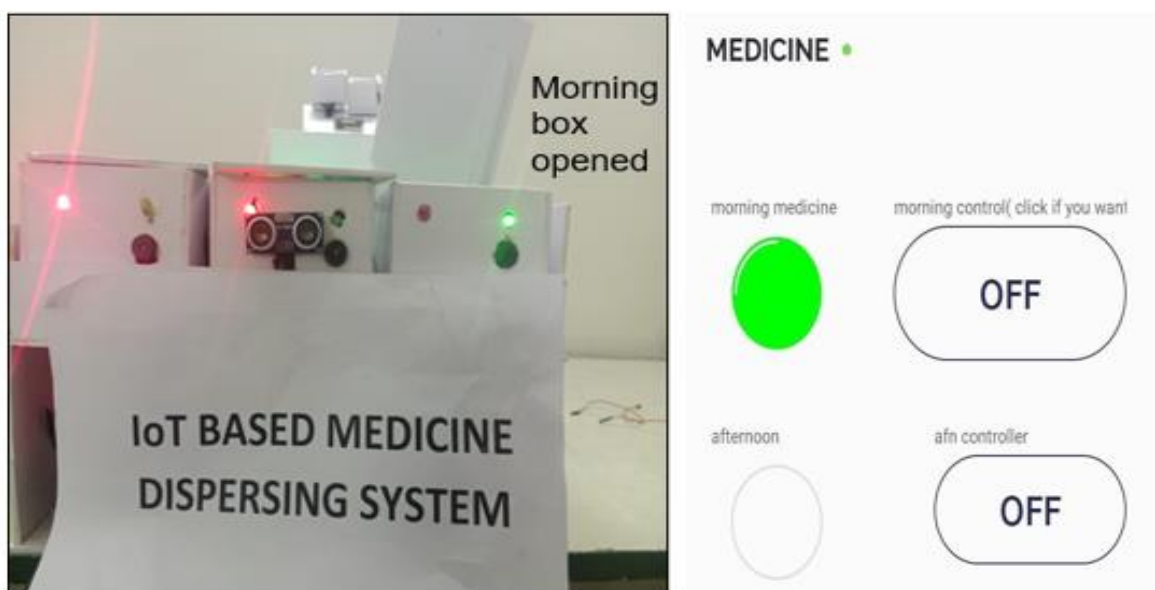 Morning
box
opened
IoT BASED MEDICINE
DISPERSING SYSTEM
MEDICINE
morning medicine
morning control( click if you want
OFF
afternoon
afn controller
OFF